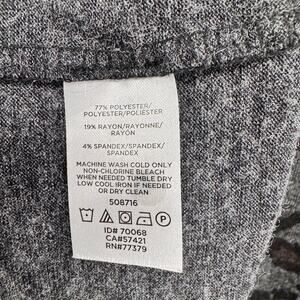 77% POLYESTER/
POLYESTER/POLIESTER
19% RAYON/RAYONNE/
RAYÓN
4% SPANDEX/SPANDEX/
SPANDEX
MACHINE WASH COLD ONLY
NON-CHLORINE BLEACH
WHEN NEEDED TUMBLE DRY
LOW COOL IRON IF NEEDED
OR DRY CLEAN
508716
ID# 70068
CA#57421
RN#77379